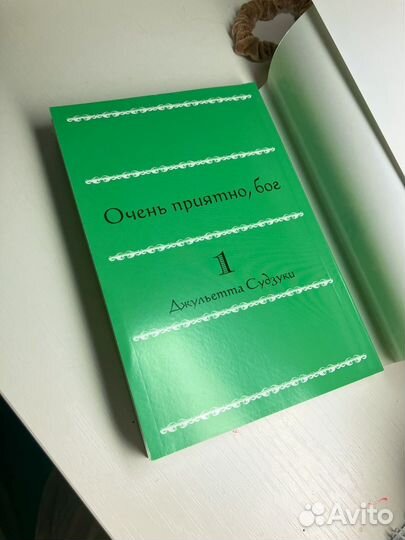 Очень приятно, бог
1
Джульетта Судзуки
Avito